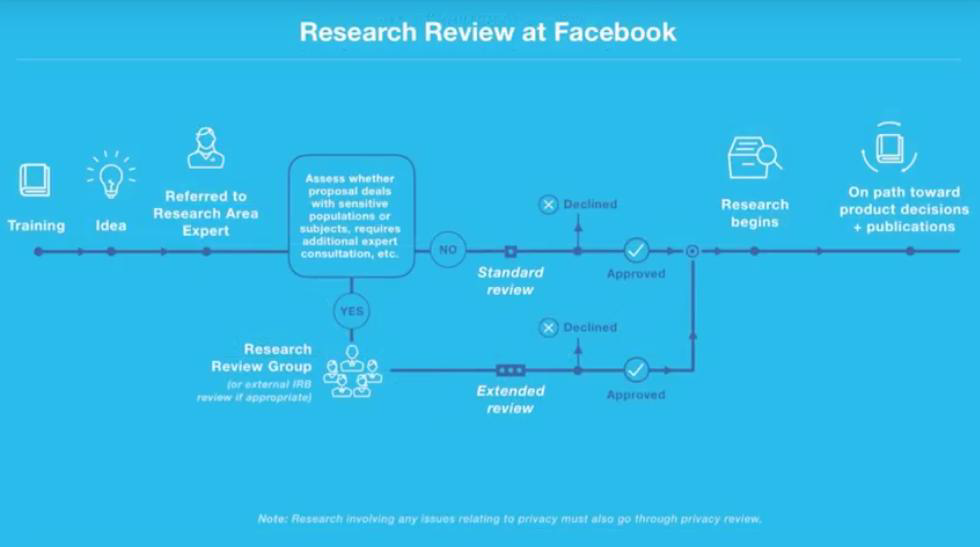 Research Review at Facebook
Training
Idea
Referred to
Research Area
Expert
Assess whether
proposal deals
with sensitive
populations or
subjects, requires
additional expert
consultation, etc.
NO
Standard
review
Declined
Approved
Research
begins
On path toward
product decisions
+ publications
YES
Research
Review Group
(or external IRB
review if appropriate)
Extended
review
Declined
Approved
Note: Research involving any issues relating to privacy must also go through privacy review.